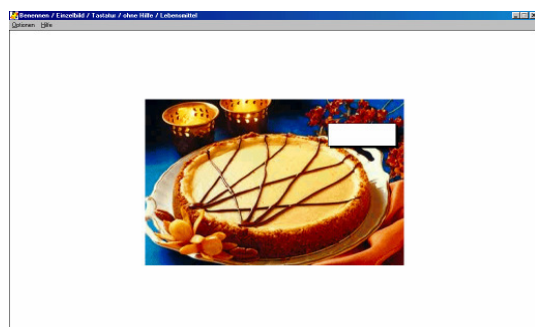 Benennen / Einzelbild / Tastatur / ohne Hilfe / Lebensmittel
Optionen Hilfe